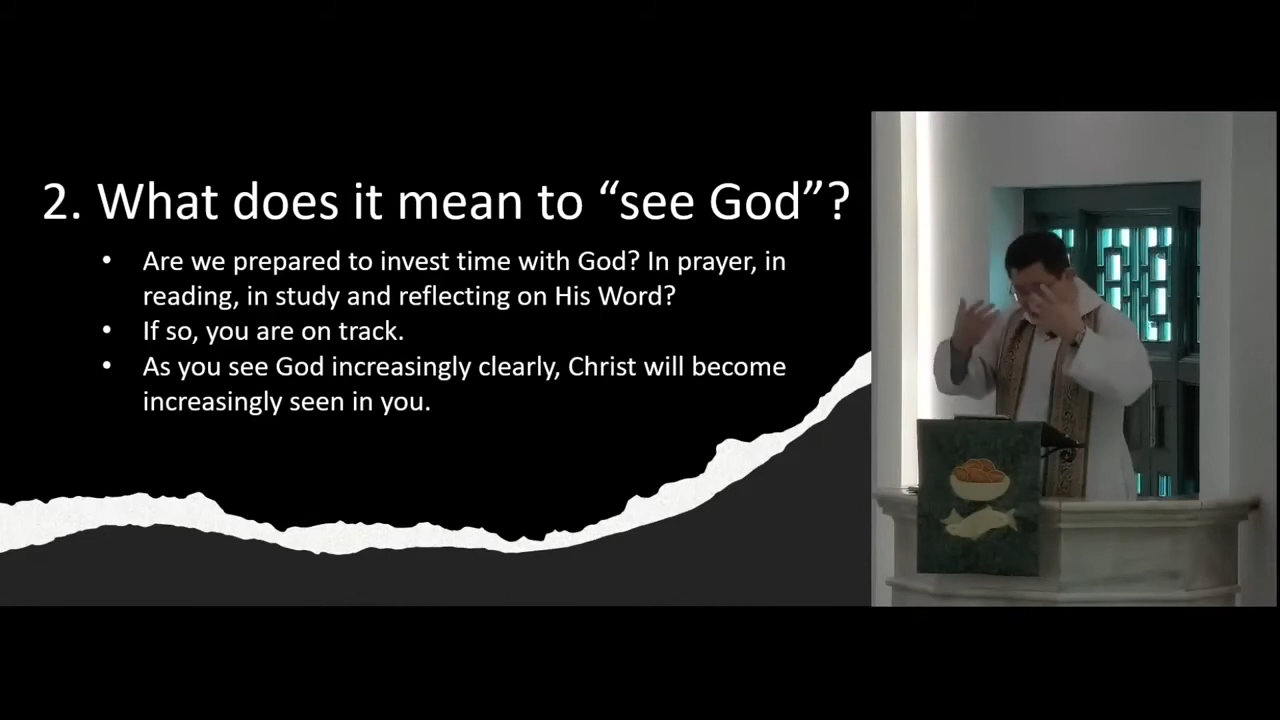 2. What does it mean to “see God”?
• Are we prepared to invest time with God? In prayer, in
reading, in study and reflecting on His Word?
• If so, you are on track.
• As you see God increasingly clearly, Christ will become
increasingly seen in you.